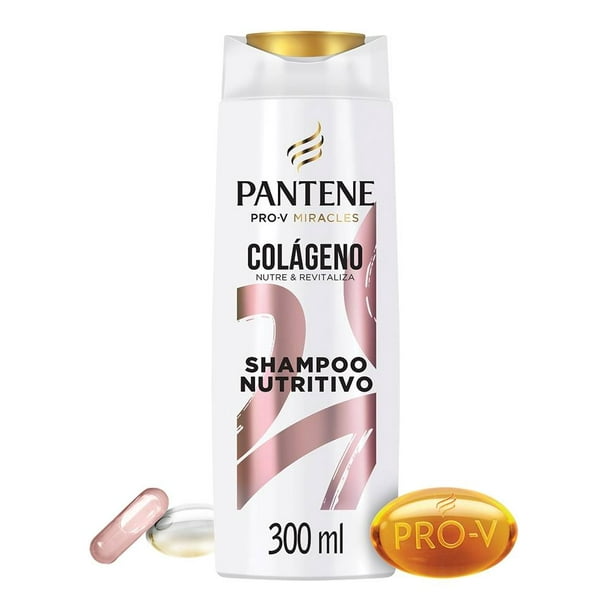 PANTENE
PRO-V MIRACLES
COLÁGENO
NUTRE & REVITALIZA
SHAMPOO
NUTRITIVO
300 ml
PRO-V